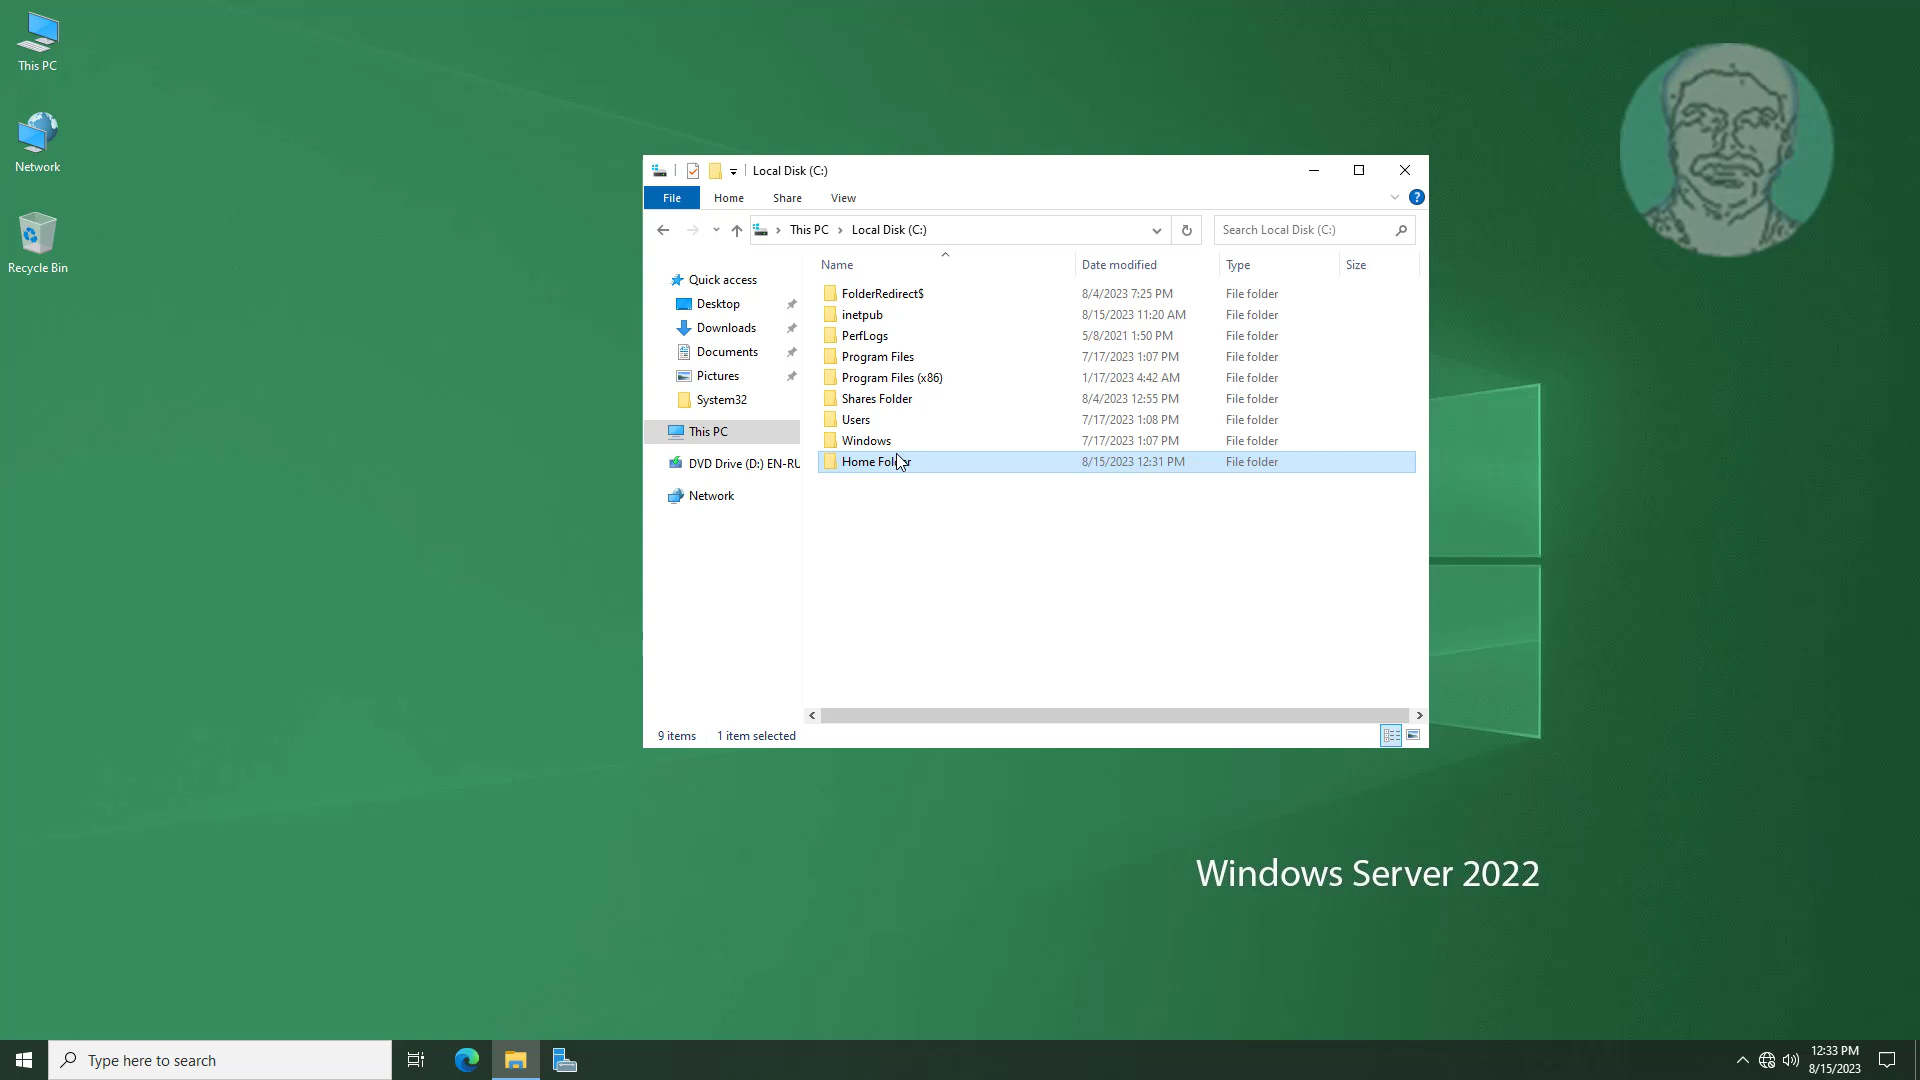 This PC
Network
Recycle Bin
Local Disk (C:)
File
Home
Share
View
This PC
Local Disk (C:)
Search Local Disk (C:)
Name
Date modified
Type
Size
Quick access
Desktop
Downloads
Documents
Pictures
System32
This PC
DVD Drive (D:) EN-RU
Network
FolderRedirect$ 8/4/2023 7:25 PM File folder
inetpub 8/15/2023 11:20 AM File folder
PerfLogs 5/8/2021 1:50 PM File folder
Program Files 7/17/2023 1:07 PM File folder
Program Files (x86) 1/17/2023 4:42 AM File folder
Shares Folder 8/4/2023 12:55 PM File folder
Users 7/17/2023 1:08 PM File folder
Windows 7/17/2023 1:07 PM File folder
Home Folder 8/15/2023 12:31 PM File folder
9 items
1 item selected
Windows Server 2022
Type here to search
12:33 PM
8/15/2023